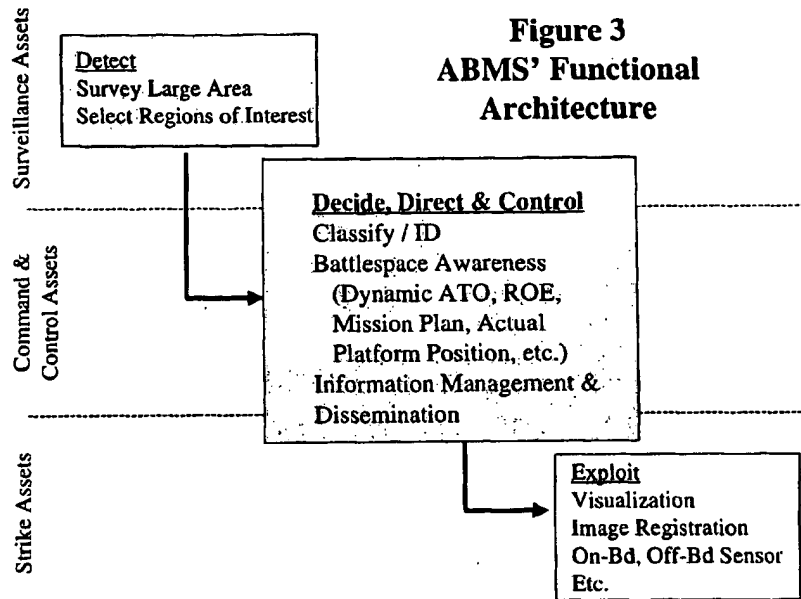 Figure 3
ABMS' Functional
Architecture
Surveillance Assets
Detect
Survey Large Area
Select Regions of Interest
Command &
Control Assets
Decide, Direct & Control
Classify / ID
Battlespace Awareness
(Dynamic ATO, ROE,
Mission Plan, Actual
Platform Position, etc.)
Information Management &
Dissemination
Strike Assets
Exploit
Visualization
Image Registration
On-Bd, Off-Bd Sensor
Etc.